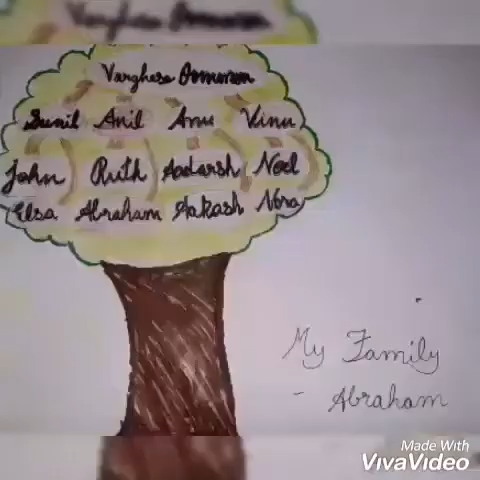 Varghese Oommen
Sunil Anil Anu Vinu
John Ruth Aadarsh Noel
Elsa Abraham Aakash Nora
My Family
- Abraham
Made With
VivaVideo